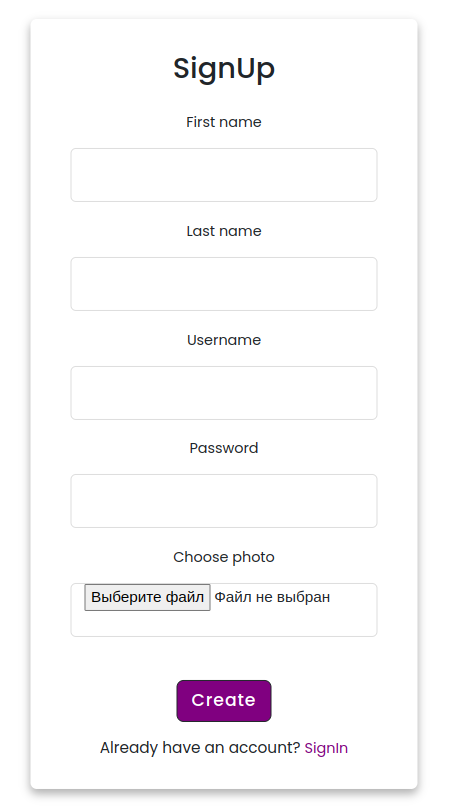 SignUp
First name
Last name
Username
Password
Choose photo
Выберите файл Файл не выбран
Create
Already have an account? SignIn